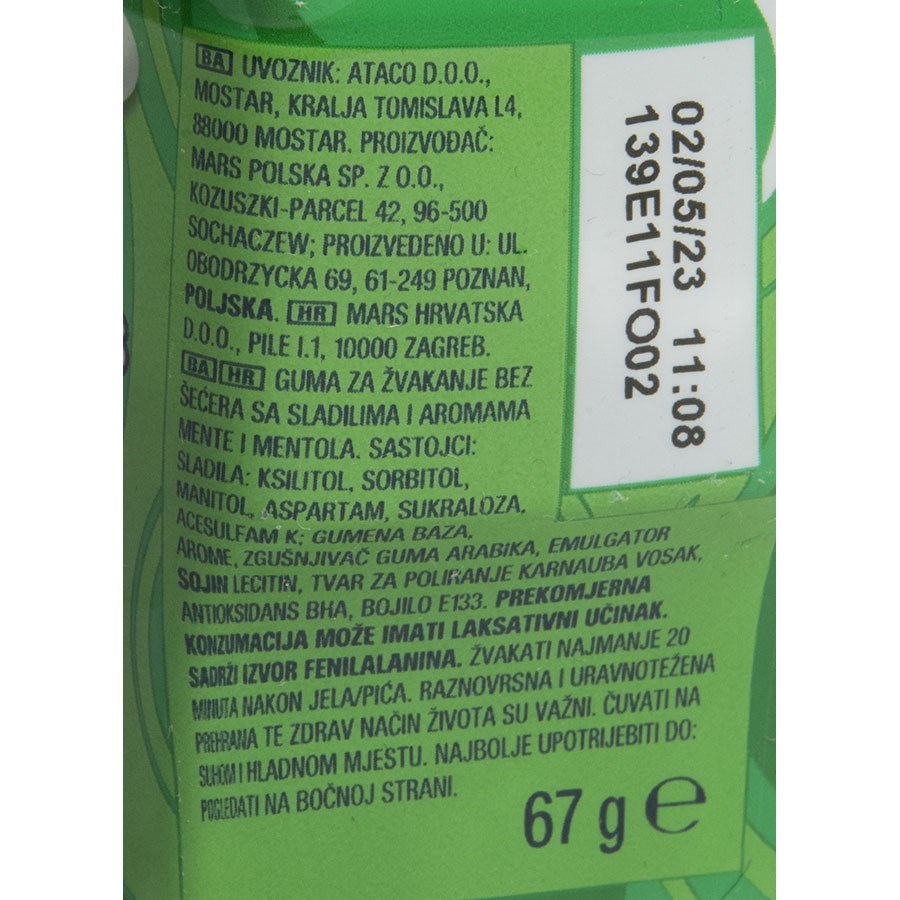 BA UVOZNIK: ATACO D.O.O.,
MOSTAR, KRALJA TOMISLAVA L4,
88000 MOSTAR. PROIZVOĐAČ:
MARS POLSKA SP. Z O.O.,
KOZUSZKI-PARCEL 42, 96-500
SOCHACZEW; PROIZVEDENO U: UL.
OBODRZYCKA 69, 61-249 POZNAN,
POLJSKA. HR MARS HRVATSKA
D.O.O., PILE I.1, 10000 ZAGREB.
BA HR GUMA ZA ŽVAKANJE BEZ
ŠEĆERA SA SLADILIMA I AROMAMA
MENTE I MENTOLA. SASTOJCI:
SLADILA: KSILITOL, SORBITOL,
MANITOL, ASPARTAM, SUKRALOZA.
ACESULFAM K; GUMENA BAZA,
AROME, ZGUŠNJIVAČ GUMA ARABIKA, EMULGATOR
SOJIN LECITIN, TVAR ZA POLIRANJE KARNAUBA VOSAK,
ANTIOKSIDANS BHA, BOJILO E133. PREKOMJERNA
KONZUMACIJA MOŽE IMATI LAKSATIVNI UČINAK.
SADRŽI IZVOR FENILALANINA. ŽVAKATI NAJMANJE 20
MINUTA NAKON JELA/PIĆA. RAZNOVRSNA I URAVNOTEŽENA
PREHRANA TE ZDRAV NAČIN ŽIVOTA SU VAŽNI. ČUVATI NA
SUHOM I HLADNOM MJESTU. NAJBOLJE UPOTRIJEBITI DO:
POGLEDATI NA BOČNOJ STRANI.
67 g e
02/05/23 11:08
139E11FO02